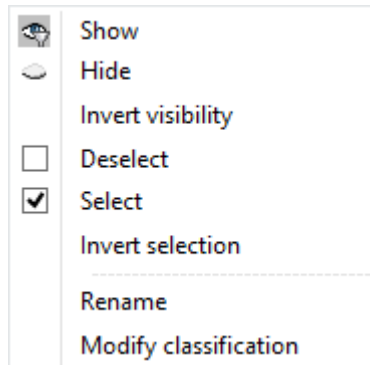 Show
Hide
Invert visibility
Deselect
Select
Invert selection
Rename
Modify classification